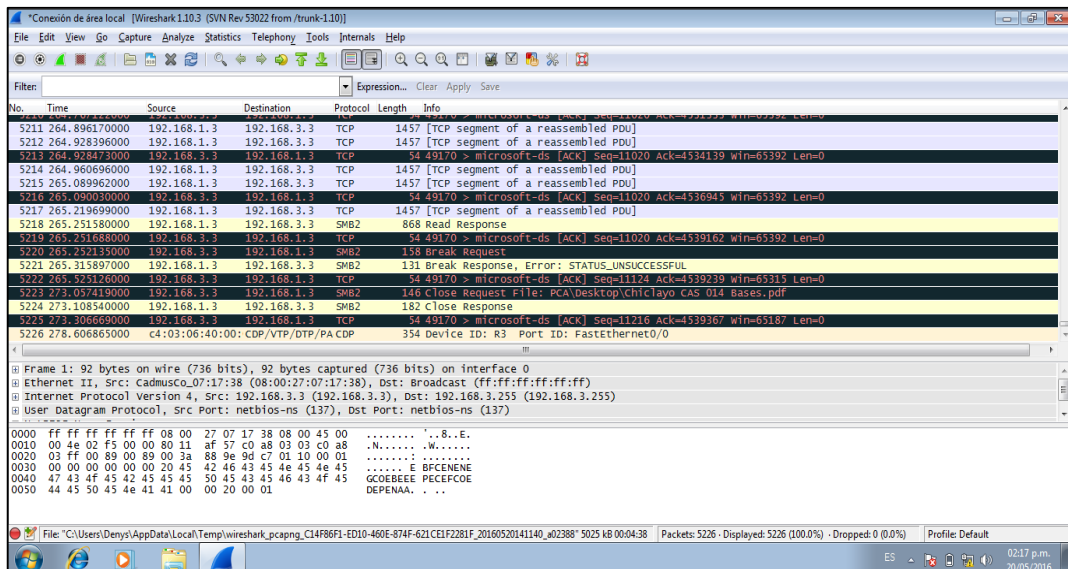 *Conexión de área local [Wireshark 1.10.3 (SVN Rev 53022 from /trunk-1.10)]
File Edit View Go Capture Analyze Statistics Telephony Tools Internals Help
Filter: Expression... Clear Apply Save
No. Time Source Destination Protocol Length Info
5211 264.896170000 192.168.1.3 192.168.3.3 TCP 1457 [TCP segment of a reassembled PDU]
5212 264.928396000 192.168.1.3 192.168.3.3 TCP 1457 [TCP segment of a reassembled PDU]
5213 264.928473000 192.168.3.3 192.168.1.3 TCP 54 49170 > microsoft-ds [ACK] Seq=11020 Ack=4534139 Win=65392 Len=0
5214 264.960696000 192.168.1.3 192.168.3.3 TCP 1457 [TCP segment of a reassembled PDU]
5215 265.089962000 192.168.1.3 192.168.3.3 TCP 1457 [TCP segment of a reassembled PDU]
5216 265.090030000 192.168.3.3 192.168.1.3 TCP 54 49170 > microsoft-ds [ACK] Seq=11020 Ack=4536945 Win=65392 Len=0
5217 265.219699000 192.168.1.3 192.168.3.3 TCP 1457 [TCP segment of a reassembled PDU]
5218 265.251580000 192.168.1.3 192.168.3.3 SMB2 868 Read Response
5219 265.251688000 192.168.3.3 192.168.1.3 TCP 54 49170 > microsoft-ds [ACK] Seq=11020 Ack=4539162 Win=65392 Len=0
5220 265.252135000 192.168.3.3 192.168.1.3 SMB2 158 Break Request
5221 265.315897000 192.168.1.3 192.168.3.3 SMB2 131 Break Response, Error: STATUS_UNSUCCESSFUL
5222 265.525126000 192.168.3.3 192.168.1.3 TCP 54 49170 > microsoft-ds [ACK] Seq=11124 Ack=4539239 Win=65315 Len=0
5223 273.057419000 192.168.3.3 192.168.1.3 SMB2 146 Close Request File: PCA\Desktop\Chiclayo CAS 014 Bases.pdf
5224 273.108540000 192.168.1.3 192.168.3.3 SMB2 182 Close Response
5225 273.306669000 192.168.3.3 192.168.1.3 TCP 54 49170 > microsoft-ds [ACK] Seq=11216 Ack=4539367 Win=65187 Len=0
5226 278.606865000 c4:03:06:40:00: CDP/VTP/DTP/PA CDP 354 Device ID: R3 Port ID: FastEthernet0/0
Frame 1: 92 bytes on wire (736 bits), 92 bytes captured (736 bits) on interface 0
Ethernet II, Src: CadmusCo_07:17:38 (08:00:27:07:17:38), Dst: Broadcast (ff:ff:ff:ff:ff:ff)
Internet Protocol Version 4, Src: 192.168.3.3 (192.168.3.3), Dst: 192.168.3.255 (192.168.3.255)
User Datagram Protocol, Src Port: netbios-ns (137), Dst Port: netbios-ns (137)
0000 ff ff ff ff ff ff 08 00 27 07 17 38 08 00 45 00 ........ '..8..E.
0010 00 4e 02 f5 00 00 80 11 af 57 c0 a8 03 03 c0 a8 .N...... .W......
0020 03 ff 00 89 00 89 00 3a 88 9e 9d c7 01 10 00 01 .......: ........
0030 00 00 00 00 00 00 20 45 42 46 43 45 4e 45 4e 45 ...... E BFCENENE
0040 47 43 4f 45 42 45 45 45 50 45 43 45 46 43 4f 45 GCOEBEEE PECEFCOE
0050 44 45 50 45 4e 41 41 00 00 20 00 01 DEPENAA. . ..
File: "C:\Users\Denys\AppData\Local\Temp\wireshark_pcapng_C14F86F1-ED10-460E-874F-621CE1F2281F_20160520141140_a02388" 5025 kB 00:04:38 Packets: 5226 · Displayed: 5226 (100.0%) · Dropped: 0 (0.0%) Profile: Default
ES 02:17 p.m.
20/05/2016